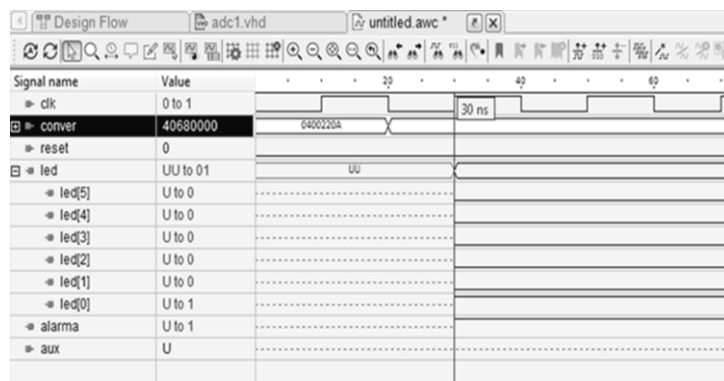 Design Flow adc1.vhd untitled.awc *
Signal name Value 20 40 60
clk 0 to 1 30 ns
conver 40680000 0400220A
reset 0
led UU to 01 UU
led[5] U to 0
led[4] U to 0
led[3] U to 0
led[2] U to 0
led[1] U to 0
led[0] U to 1
alarma U to 1
aux U